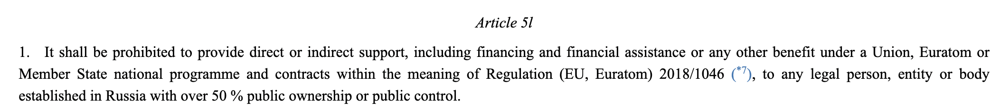 Article 5l
1. It shall be prohibited to provide direct or indirect support, including financing and financial assistance or any other benefit under a Union, Euratom or
Member State national programme and contracts within the meaning of Regulation (EU, Euratom) 2018/1046 (*7), to any legal person, entity or body
established in Russia with over 50 % public ownership or public control.